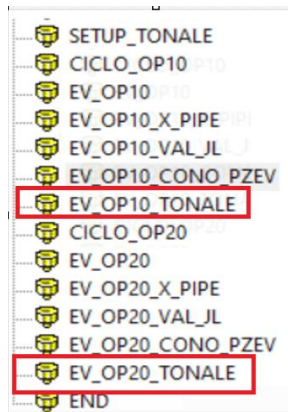 SETUP_TONALE
CICLO_OP10
EV_OP10
EV_OP10_X_PIPE
EV_OP10_VAL_JL
EV_OP10_CONO_PZEV
EV_OP10_TONALE
CICLO_OP20
EV_OP20
EV_OP20_X_PIPE
EV_OP20_VAL_JL
EV_OP20_CONO_PZEV
EV_OP20_TONALE
END